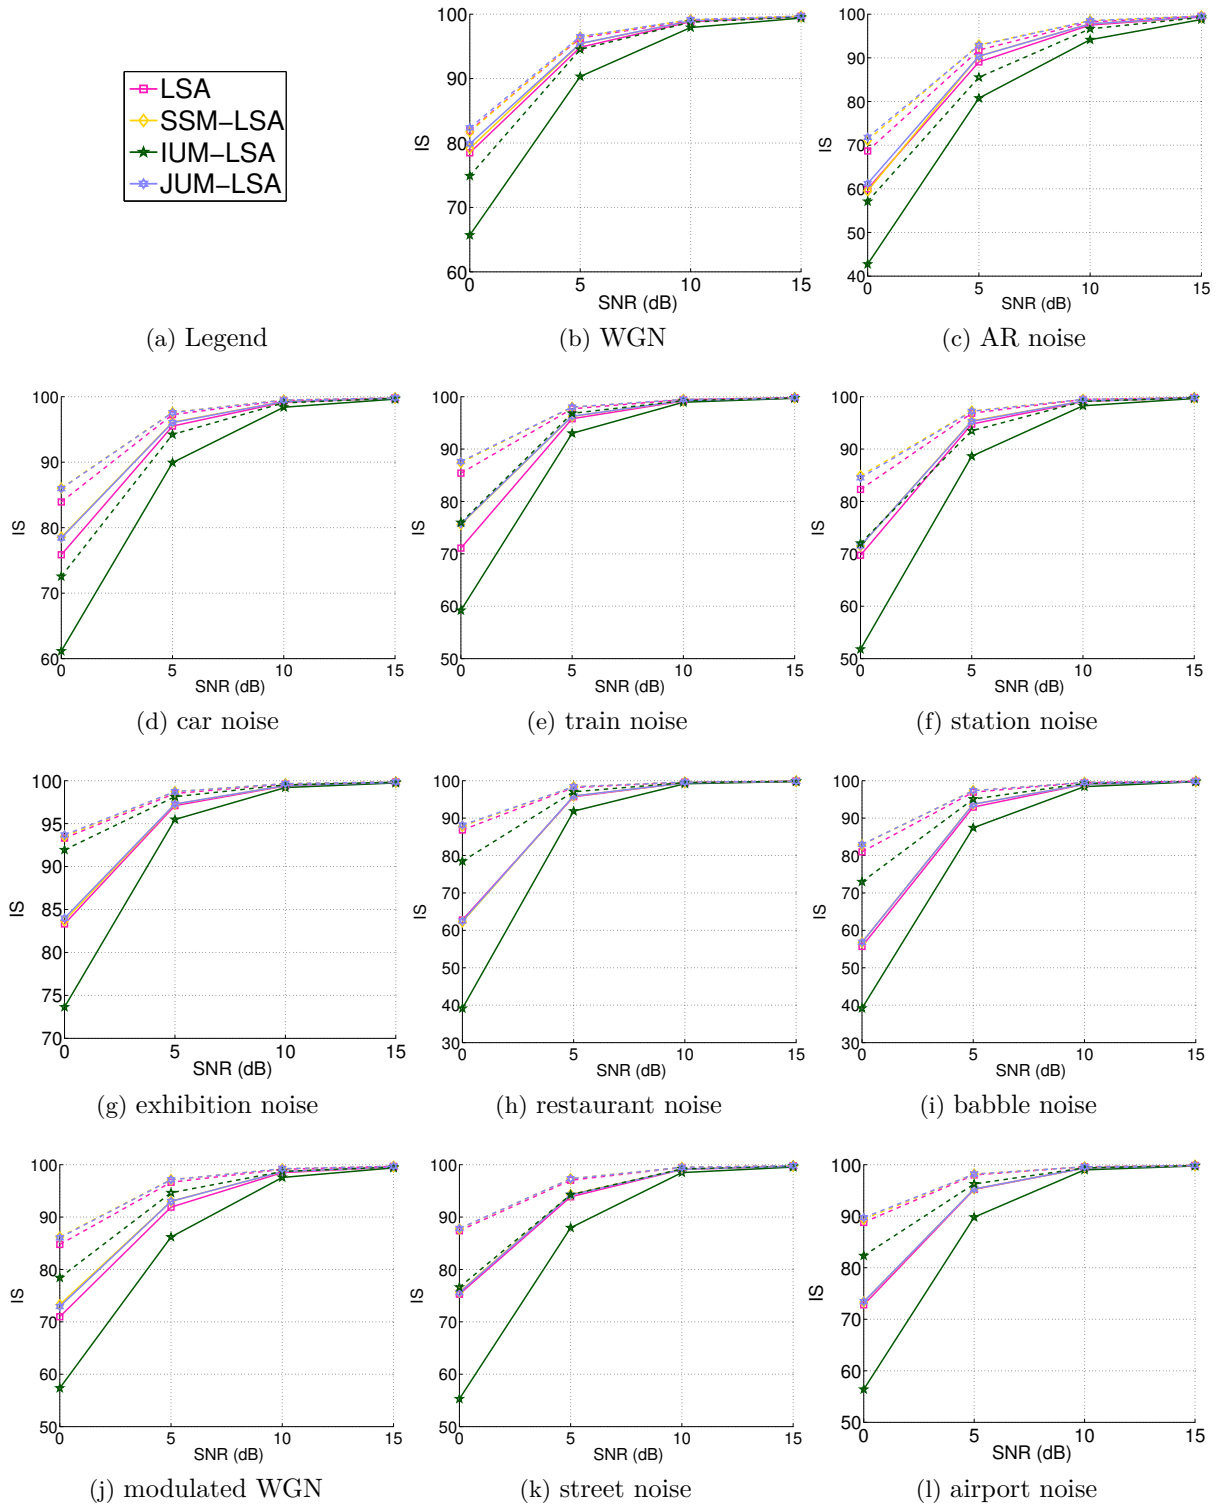 LSA
SSM-LSA
IUM-LSA
JUM-LSA
(a) Legend
100
90
80
70
60
IS
0 5 10 15
SNR (dB)
(b) WGN
100
90
80
70
60
50
40
IS
0 5 10 15
SNR (dB)
(c) AR noise
100
90
80
70
60
IS
0 5 10 15
SNR (dB)
(d) car noise
100
90
80
70
60
50
IS
0 5 10 15
SNR (dB)
(e) train noise
100
90
80
70
60
50
IS
0 5 10 15
SNR (dB)
(f) station noise
100
95
90
85
80
75
70
IS
0 5 10 15
SNR (dB)
(g) exhibition noise
100
90
80
70
60
50
40
30
IS
0 5 10 15
SNR (dB)
(h) restaurant noise
100
90
80
70
60
50
40
30
IS
0 5 10 15
SNR (dB)
(i) babble noise
100
90
80
70
60
50
IS
0 5 10 15
SNR (dB)
(j) modulated WGN
100
90
80
70
60
50
IS
0 5 10 15
SNR (dB)
(k) street noise
100
90
80
70
60
50
IS
0 5 10 15
SNR (dB)
(l) airport noise